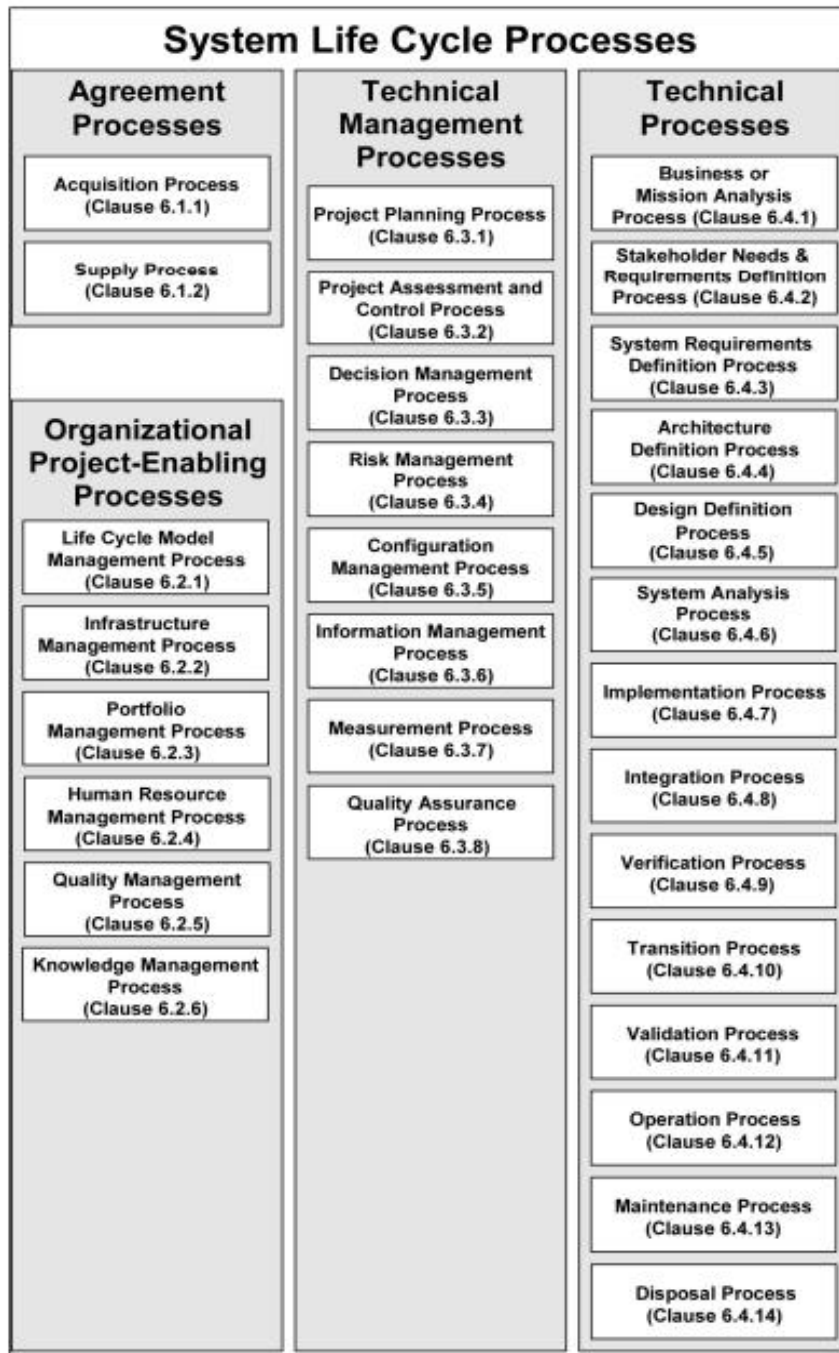 System Life Cycle Processes
Agreement
Processes
Acquisition Process
(Clause 6.1.1)
Supply Process
(Clause 6.1.2)
Organizational
Project-Enabling
Processes
Life Cycle Model
Management Process
(Clause 6.2.1)
Infrastructure
Management Process
(Clause 6.2.2)
Portfolio
Management Process
(Clause 6.2.3)
Human Resource
Management Process
(Clause 6.2.4)
Quality Management
Process
(Clause 6.2.5)
Knowledge Management
Process
(Clause 6.2.6)
Technical
Management
Processes
Project Planning Process
(Clause 6.3.1)
Project Assessment and
Control Process
(Clause 6.3.2)
Decision Management
Process
(Clause 6.3.3)
Risk Management
Process
(Clause 6.3.4)
Configuration
Management Process
(Clause 6.3.5)
Information Management
Process
(Clause 6.3.6)
Measurement Process
(Clause 6.3.7)
Quality Assurance
Process
(Clause 6.3.8)
Technical
Processes
Business or
Mission Analysis
Process (Clause 6.4.1)
Stakeholder Needs &
Requirements Definition
Process (Clause 6.4.2)
System Requirements
Definition Process
(Clause 6.4.3)
Architecture
Definition Process
(Clause 6.4.4)
Design Definition
Process
(Clause 6.4.5)
System Analysis
Process
(Clause 6.4.6)
Implementation Process
(Clause 6.4.7)
Integration Process
(Clause 6.4.8)
Verification Process
(Clause 6.4.9)
Transition Process
(Clause 6.4.10)
Validation Process
(Clause 6.4.11)
Operation Process
(Clause 6.4.12)
Maintenance Process
(Clause 6.4.13)
Disposal Process
(Clause 6.4.14)